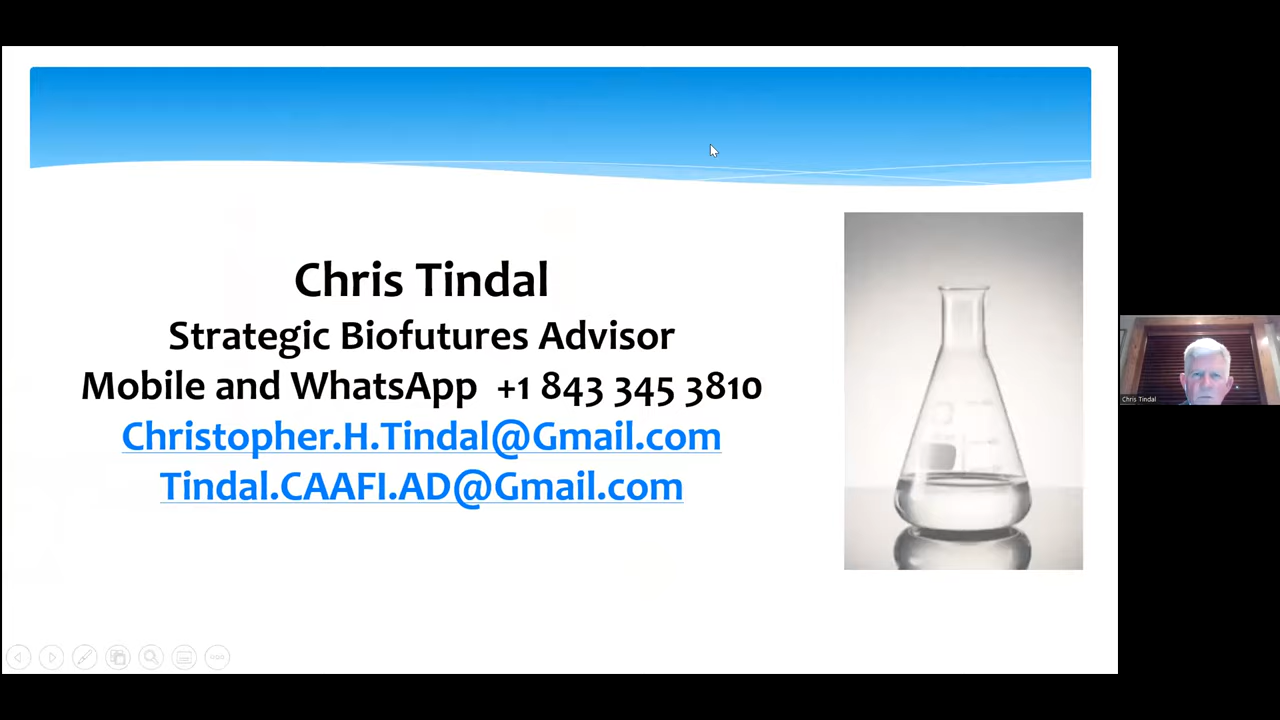 Chris Tindal
Strategic Biofutures Advisor
Mobile and WhatsApp +1 843 345 3810
Christopher.H.Tindal@Gmail.com
Tindal.CAAFI.AD@Gmail.com
Chris Tindal